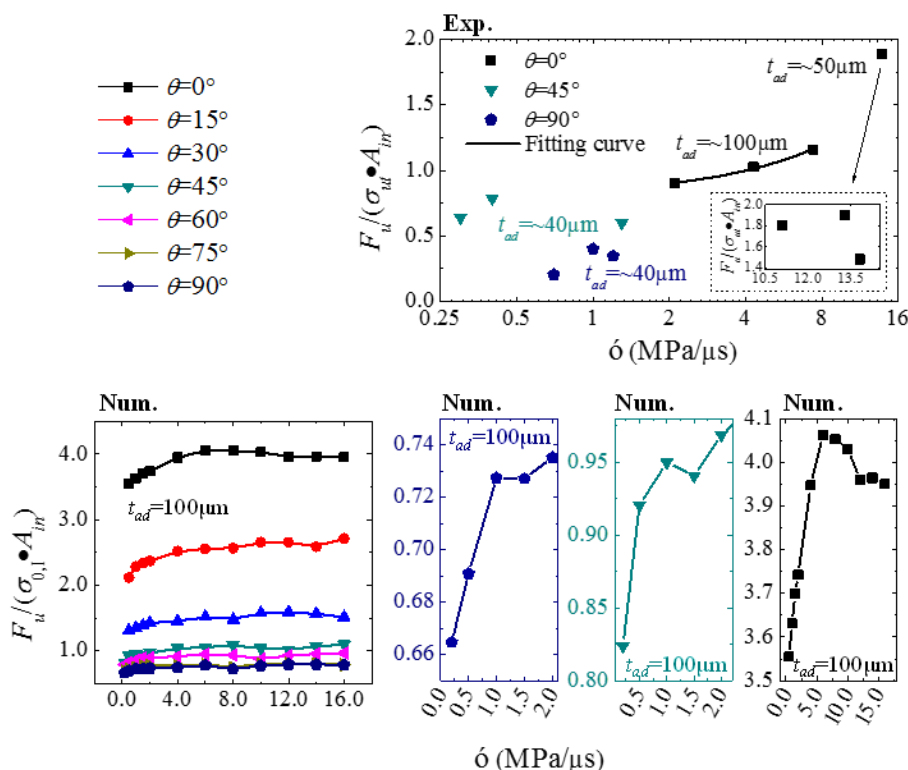 Exp.
θ=0°
θ=15°
θ=30°
θ=45°
θ=60°
θ=75°
θ=90°
F_u/(σ_ud•A_in)
2.0
1.5
1.0
0.5
0.0
θ=0°
θ=45°
θ=90°
Fitting curve
t_ad=~50μm
t_ad=~100μm
t_ad=~40μm
t_ad=~40μm
F_u/(σ_ud•A_in)
2.0
1.8
1.6
1.4
10.5 12.0 13.5
0.25 0.5 1 2 4 8 16
ó (MPa/μs)
Num.
F_u/(σ_0,1•A_in)
4.0
3.0
2.0
1.0
t_ad=100μm
0.0 4.0 8.0 12.0 16.0
Num.
t_ad=100μm
0.74
0.72
0.70
0.68
0.66
0.0 0.5 1.0 1.5 2.0
Num.
0.95
0.90
0.85
0.80
t_ad=100μm
0.5 1.0 1.5 2.0
Num.
4.1
4.0
3.9
3.8
3.7
3.6
3.5
t_ad=100μm
0.0 5.0 10.0 15.0
ó (MPa/μs)